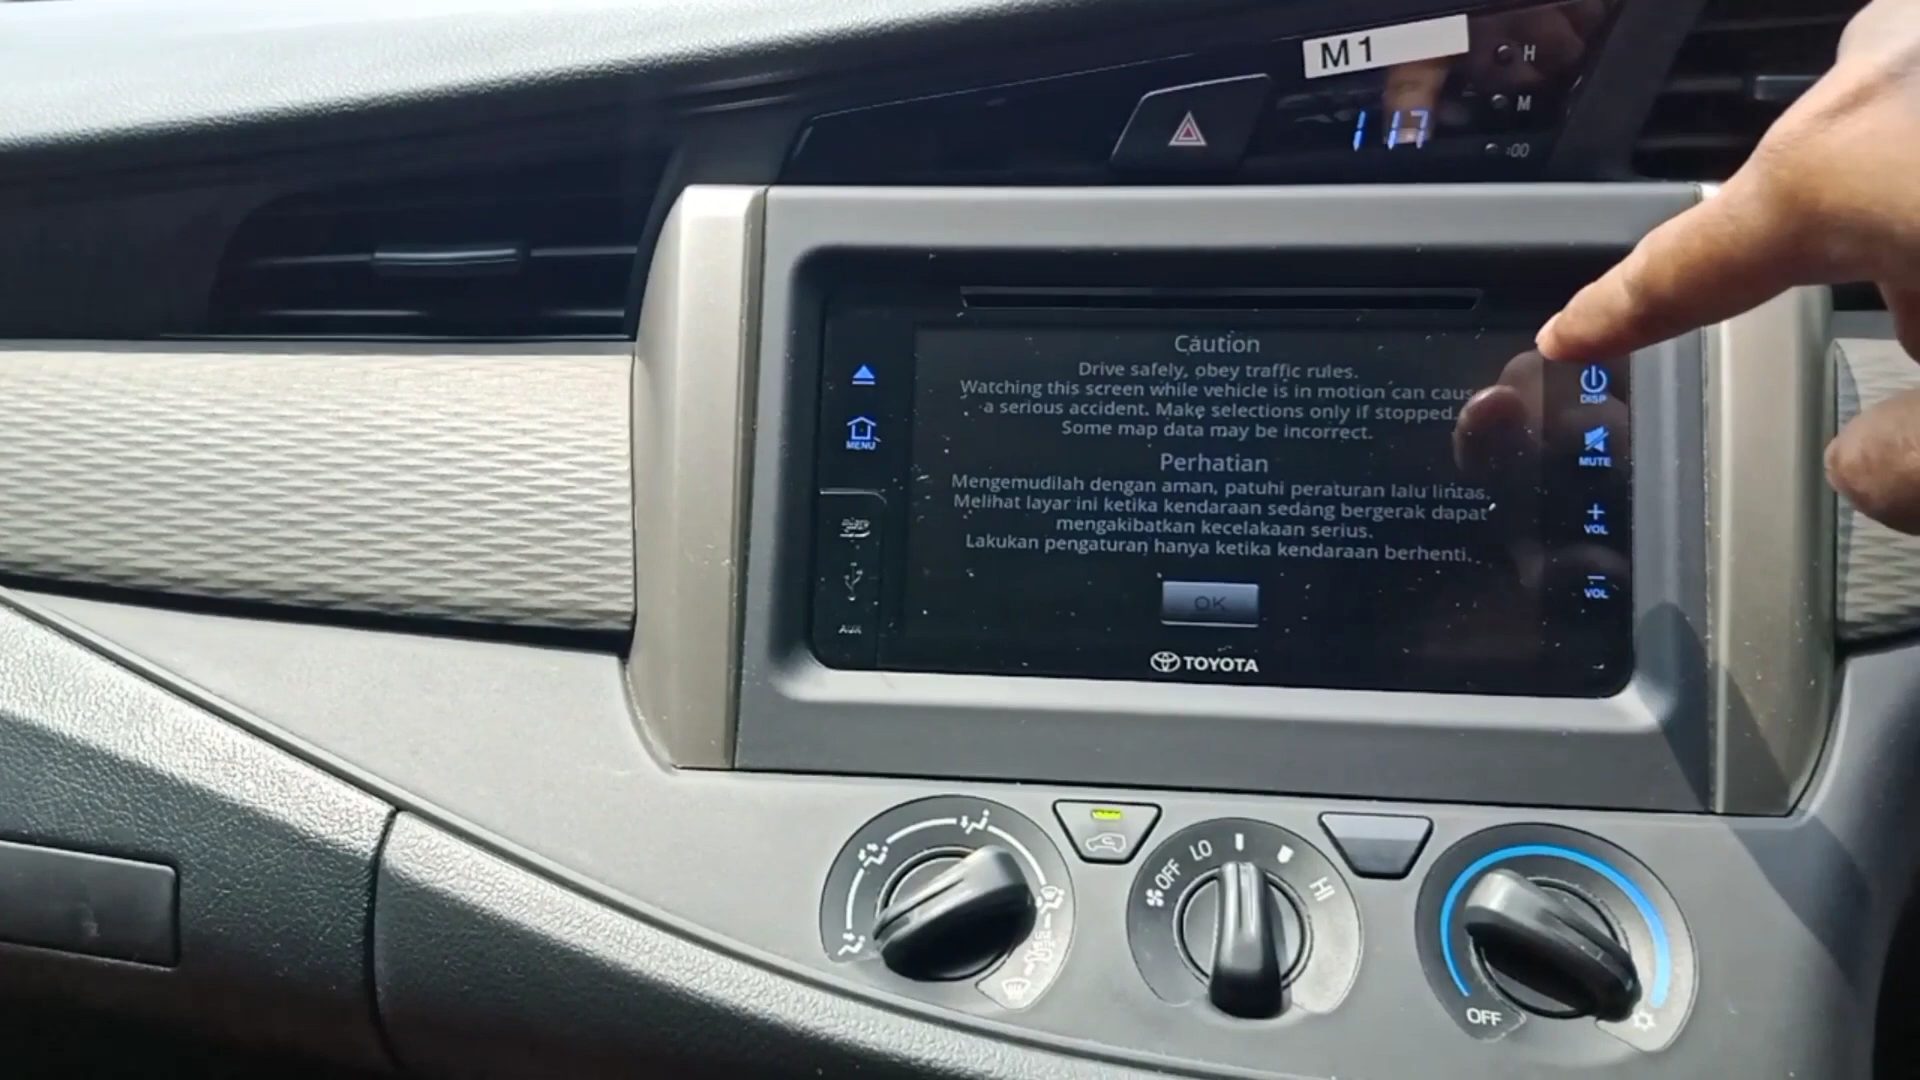 M1
H
M
:00
117
Caution
Drive safely, obey traffic rules.
Watching this screen while vehicle is in motion can
a serious accident. Make selections only if stopped.
Some map data may be incorrect.
Perhatian
Mengemudilah dengan aman, patuhi peraturan lalu lintas.
Melihat layar ini ketika kendaraan sedang bergerak dapat
mengakibatkan kecelakaan serius.
Lakukan pengaturan hanya ketika kendaraan berhenti.
OK
TOYOTA
MENU
AUX
DISP
MUTE
+
VOL
−
VOL
OFF
LO
HI
OFF